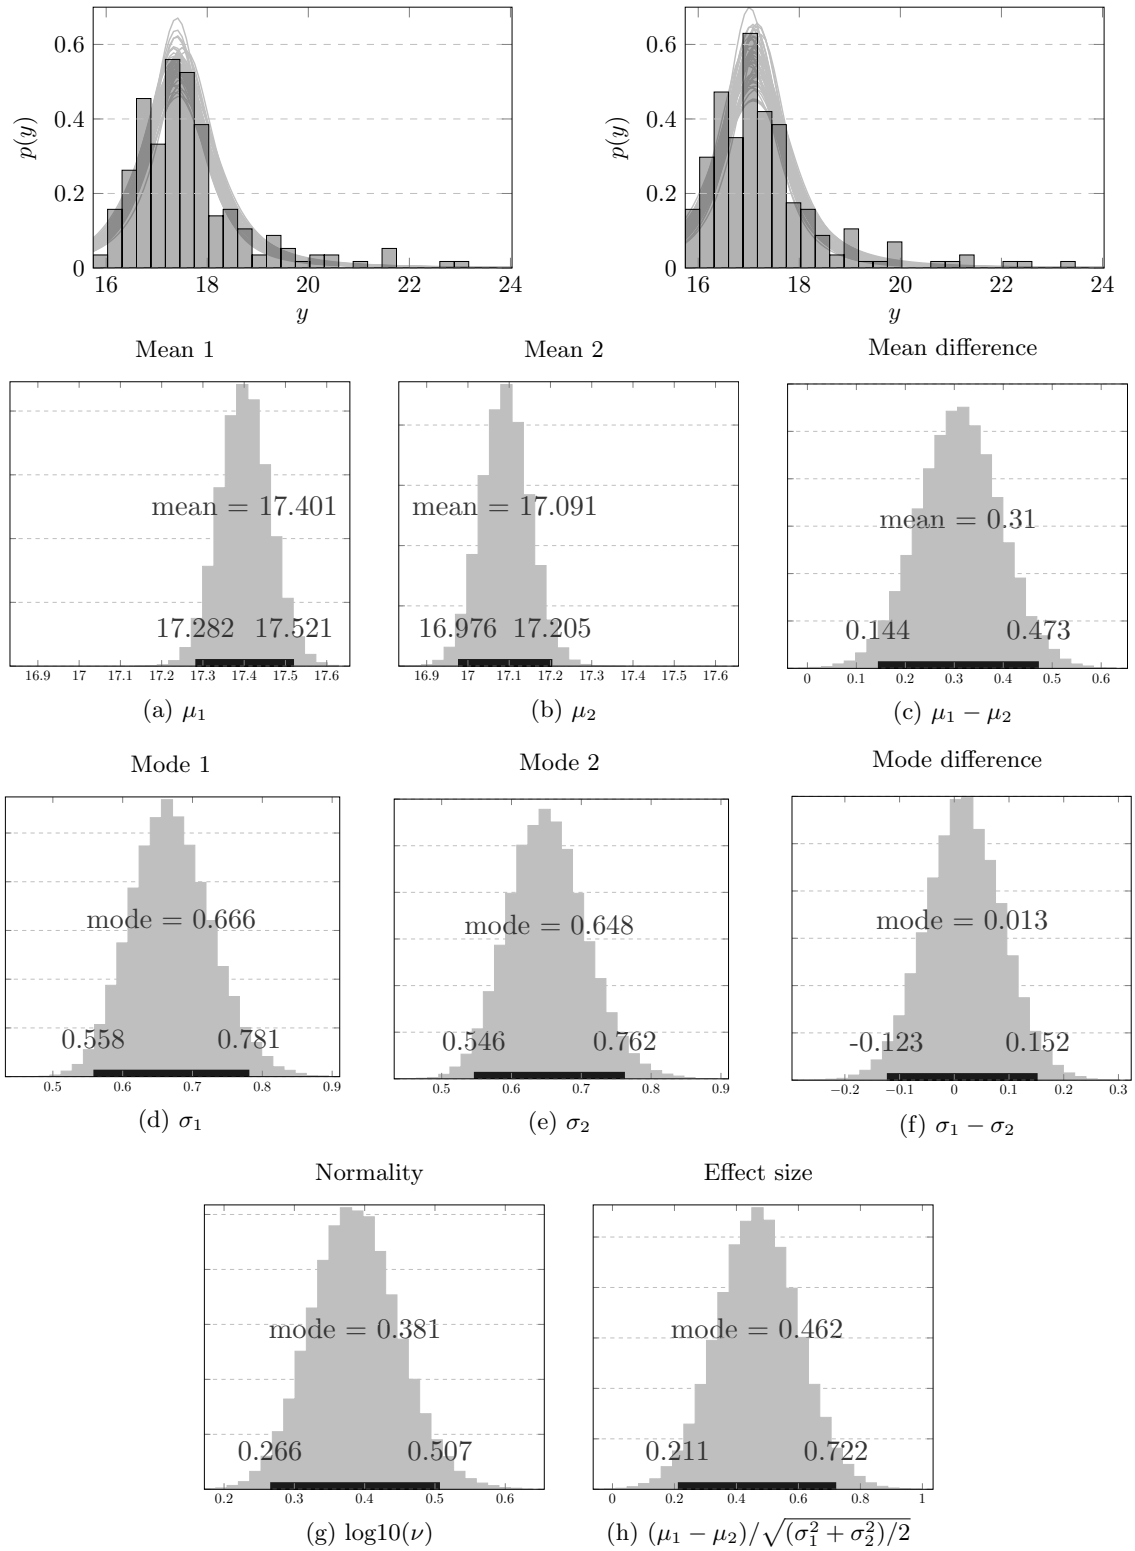 0.6
0.4
0.2
0
p(y)
16 18 20 22 24
y
0.6
0.4
0.2
0
p(y)
16 18 20 22 24
y
Mean 1
mean = 17.401
17.282 17.521
16.9 17 17.1 17.2 17.3 17.4 17.5 17.6
(a) μ₁
Mean 2
mean = 17.091
16.976 17.205
16.9 17 17.1 17.2 17.3 17.4 17.5 17.6
(b) μ₂
Mean difference
mean = 0.31
0.144 0.473
0 0.1 0.2 0.3 0.4 0.5 0.6
(c) μ₁ − μ₂
Mode 1
mode = 0.666
0.558 0.781
0.5 0.6 0.7 0.8 0.9
(d) σ₁
Mode 2
mode = 0.648
0.546 0.762
0.5 0.6 0.7 0.8 0.9
(e) σ₂
Mode difference
mode = 0.013
-0.123 0.152
−0.2 −0.1 0 0.1 0.2 0.3
(f) σ₁ − σ₂
Normality
mode = 0.381
0.266 0.507
0.2 0.3 0.4 0.5 0.6
(g) log10(ν)
Effect size
mode = 0.462
0.211 0.722
0 0.2 0.4 0.6 0.8 1
(h) (μ₁ − μ₂)/√(σ₁² + σ₂²)/2